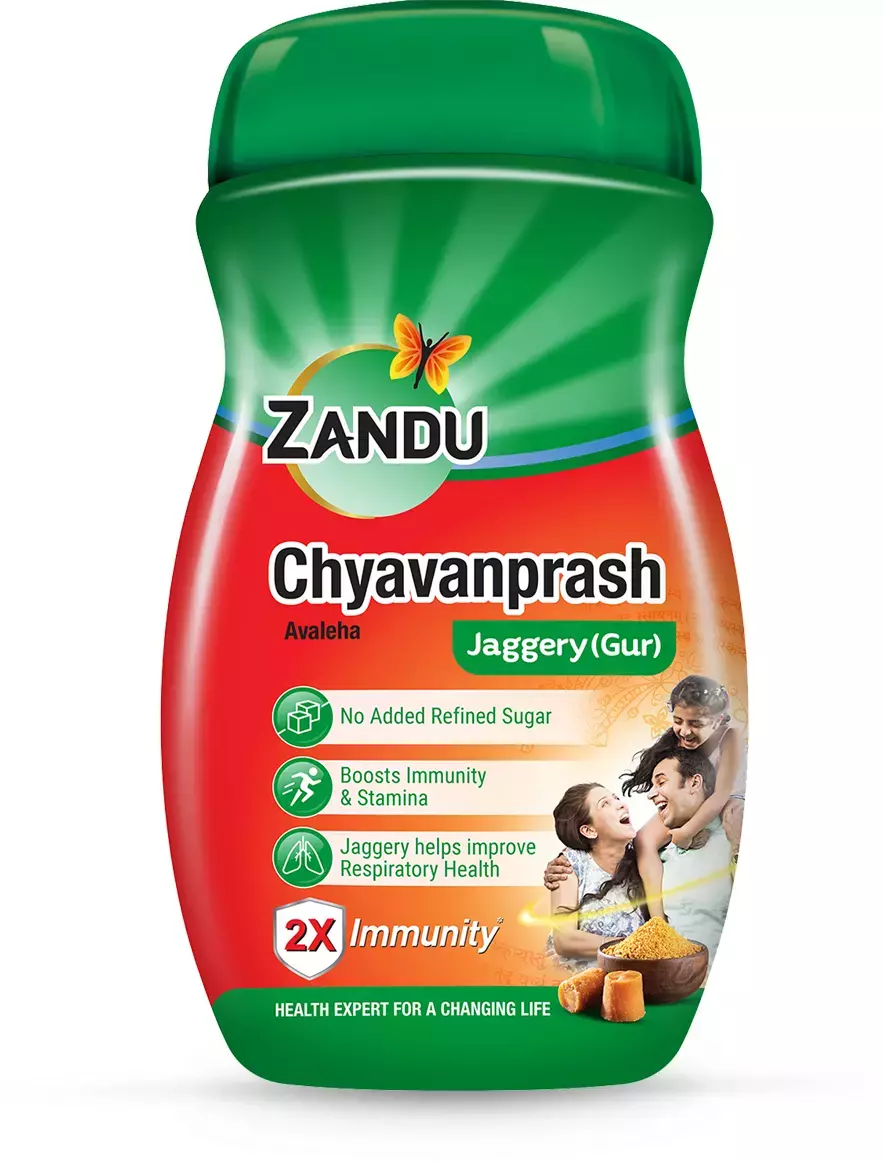 ZANDU
Chyavanprash
Avaleha
Jaggery (Gur)
No Added Refined Sugar
Boosts Immunity
& Stamina
Jaggery helps improve
Respiratory Health
2X Immunity*
HEALTH EXPERT FOR A CHANGING LIFE